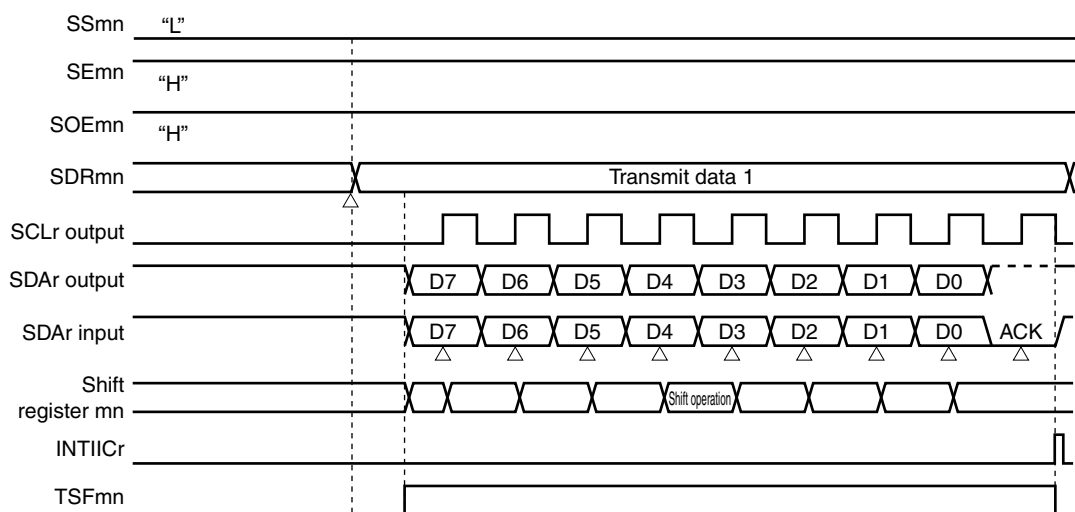 SSmn “L”
SEmn “H”
SOEmn “H”
SDRmn Transmit data 1
SCLr output
SDAr output D7 D6 D5 D4 D3 D2 D1 D0
SDAr input D7 D6 D5 D4 D3 D2 D1 D0 ACK
Shift
register mn Shift operation
INTIICr
TSFmn